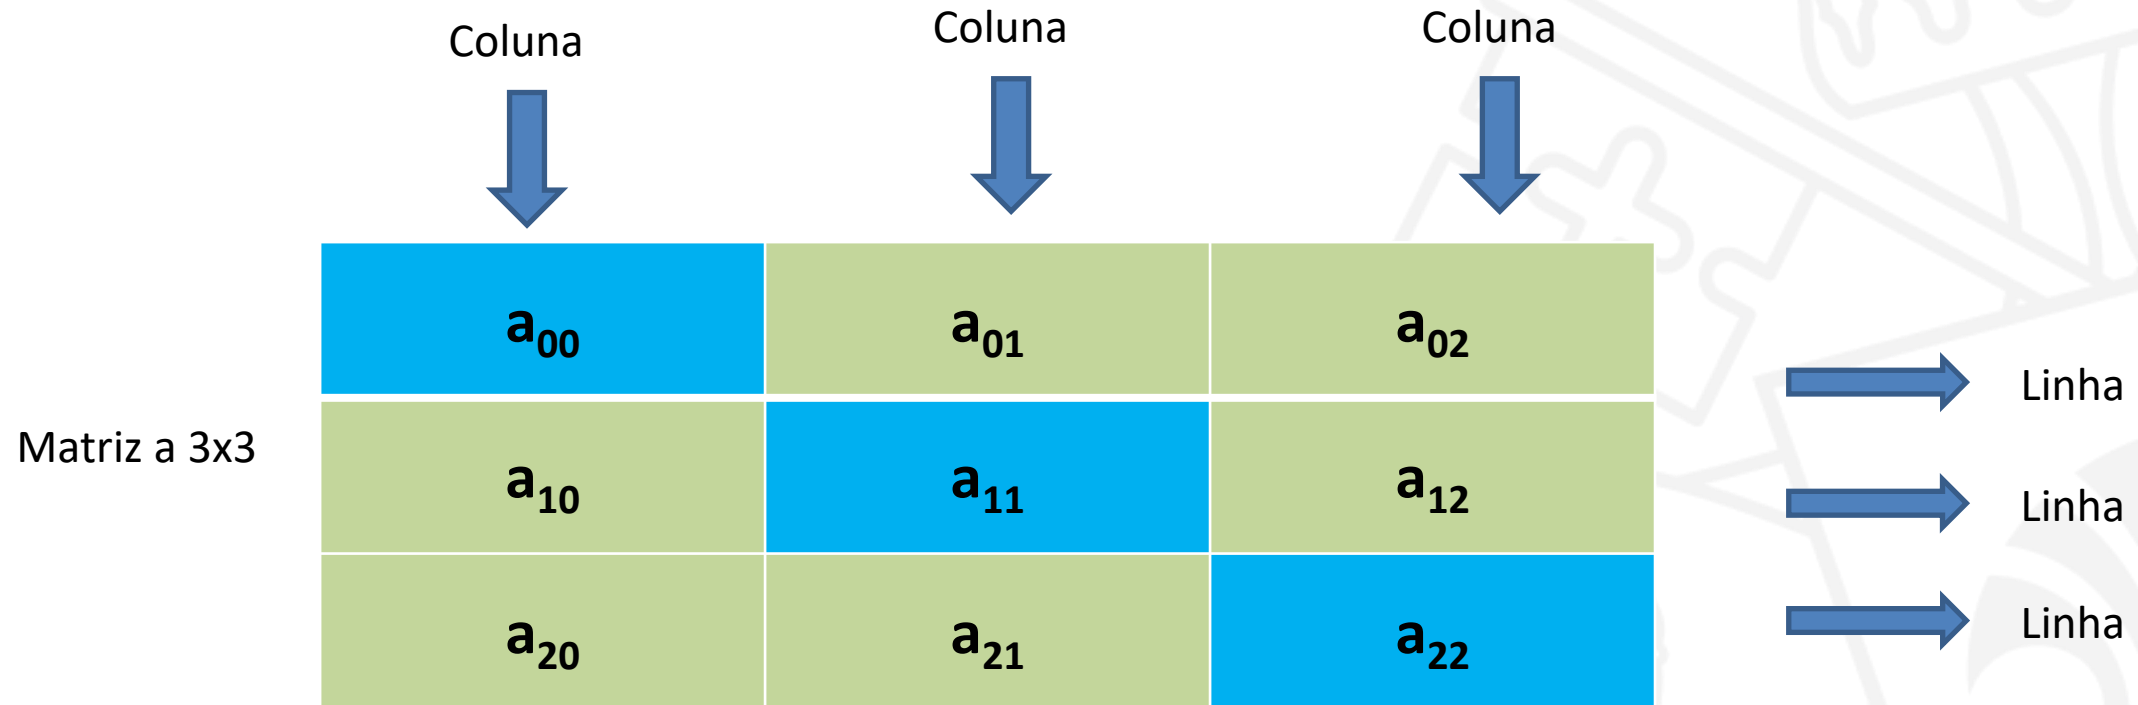 Coluna Coluna Coluna
a00 a01 a02
Linha
Matriz a 3x3
a10 a11 a12
Linha
a20 a21 a22
Linha